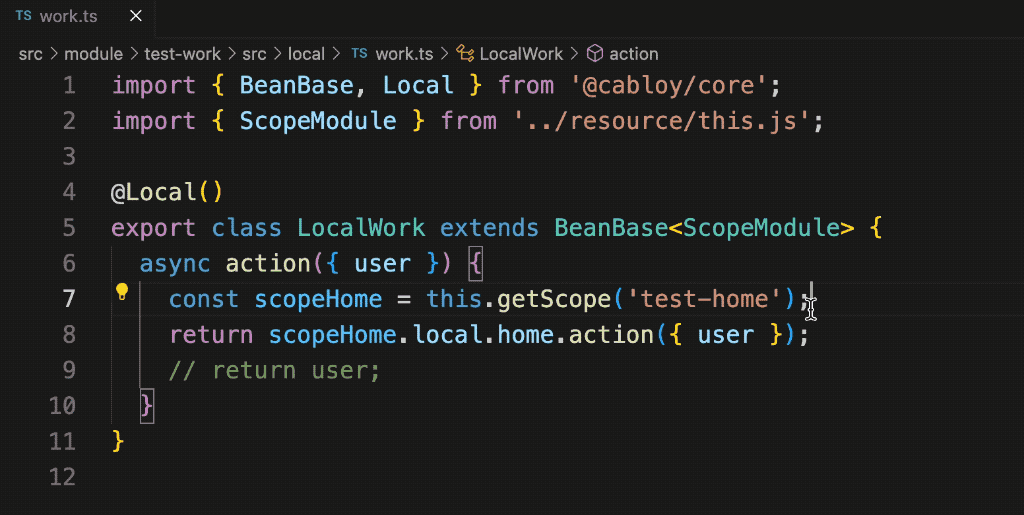 TS work.ts ×
src > module > test-work > src > local > TS work.ts > LocalWork > action
1 import { BeanBase, Local } from '@cabloy/core';
2 import { ScopeModule } from '../resource/this.js';
3
4 @Local()
5 export class LocalWork extends BeanBase<ScopeModule> {
6 async action({ user }) {
7 const scopeHome = this.getScope('test-home');
8 return scopeHome.local.home.action({ user });
9 // return user;
10 }
11 }
12